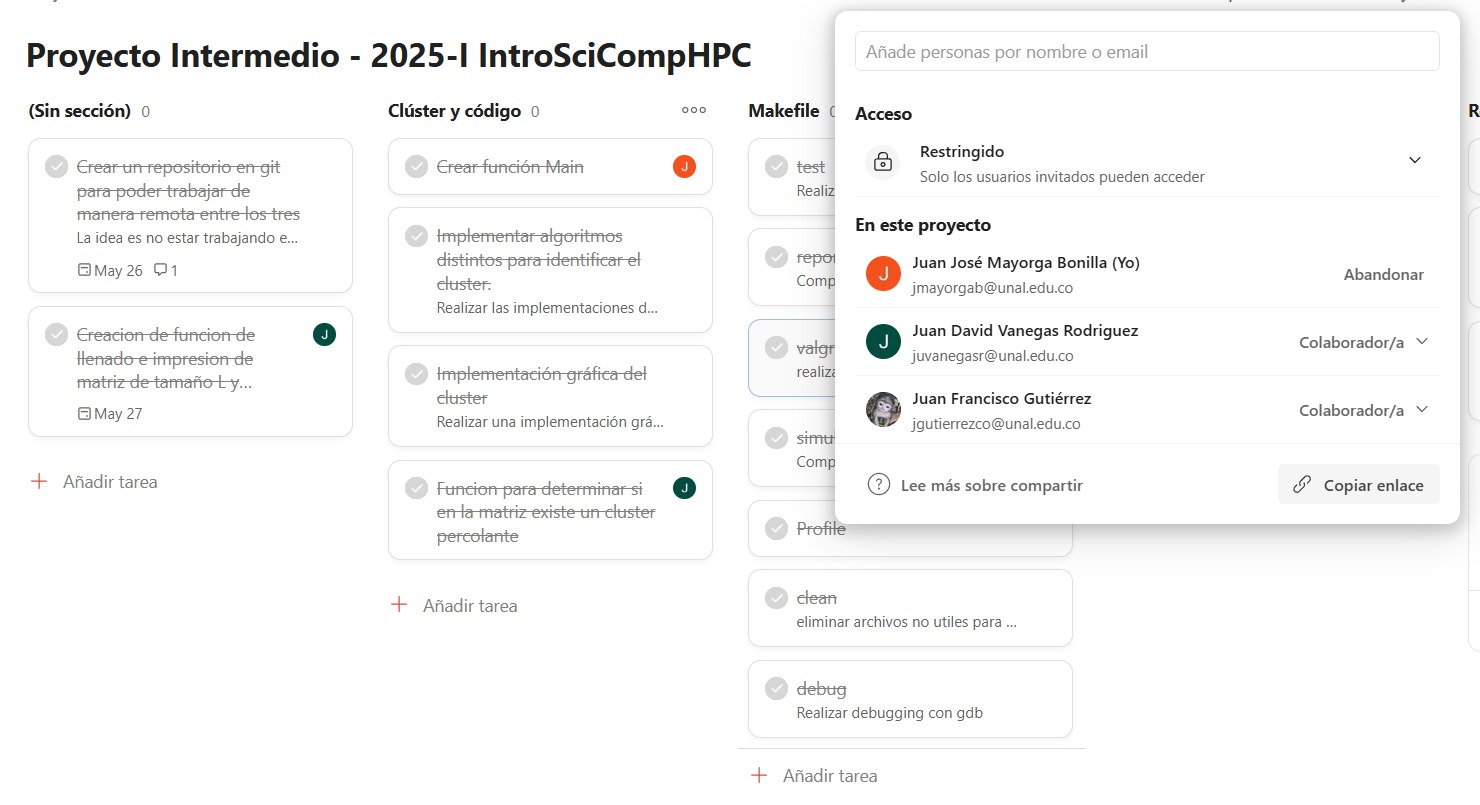 Proyecto Intermedio - 2025-I IntroSciCompHPC
(Sin sección) 0
Crear un repositorio en git
para poder trabajar de
manera remota entre los tres
La idea es no estar trabajando e...
May 26 1
Creacion de funcion de
llenado e impresion de
matriz de tamaño L y...
J
May 27
Añadir tarea
Clúster y código 0
Crear función Main
J
Implementar algoritmos
distintos para identificar el
cluster.
Realizar las implementaciones d...
Implementación gráfica del
cluster
Realizar una implementación grá...
Funcion para determinar si
en la matriz existe un cluster
percolante
J
Añadir tarea
Makefile
test
Profile
clean
eliminar archivos no utiles para ...
debug
Realizar debugging con gdb
Añadir tarea
Añade personas por nombre o email
Acceso
Restringido
Solo los usuarios invitados pueden acceder
En este proyecto
J
Juan José Mayorga Bonilla (Yo)
jmayorgab@unal.edu.co
Abandonar
J
Juan David Vanegas Rodriguez
juvanegasr@unal.edu.co
Colaborador/a
Juan Francisco Gutiérrez
jgutierrezco@unal.edu.co
Colaborador/a
? Lee más sobre compartir
Copiar enlace